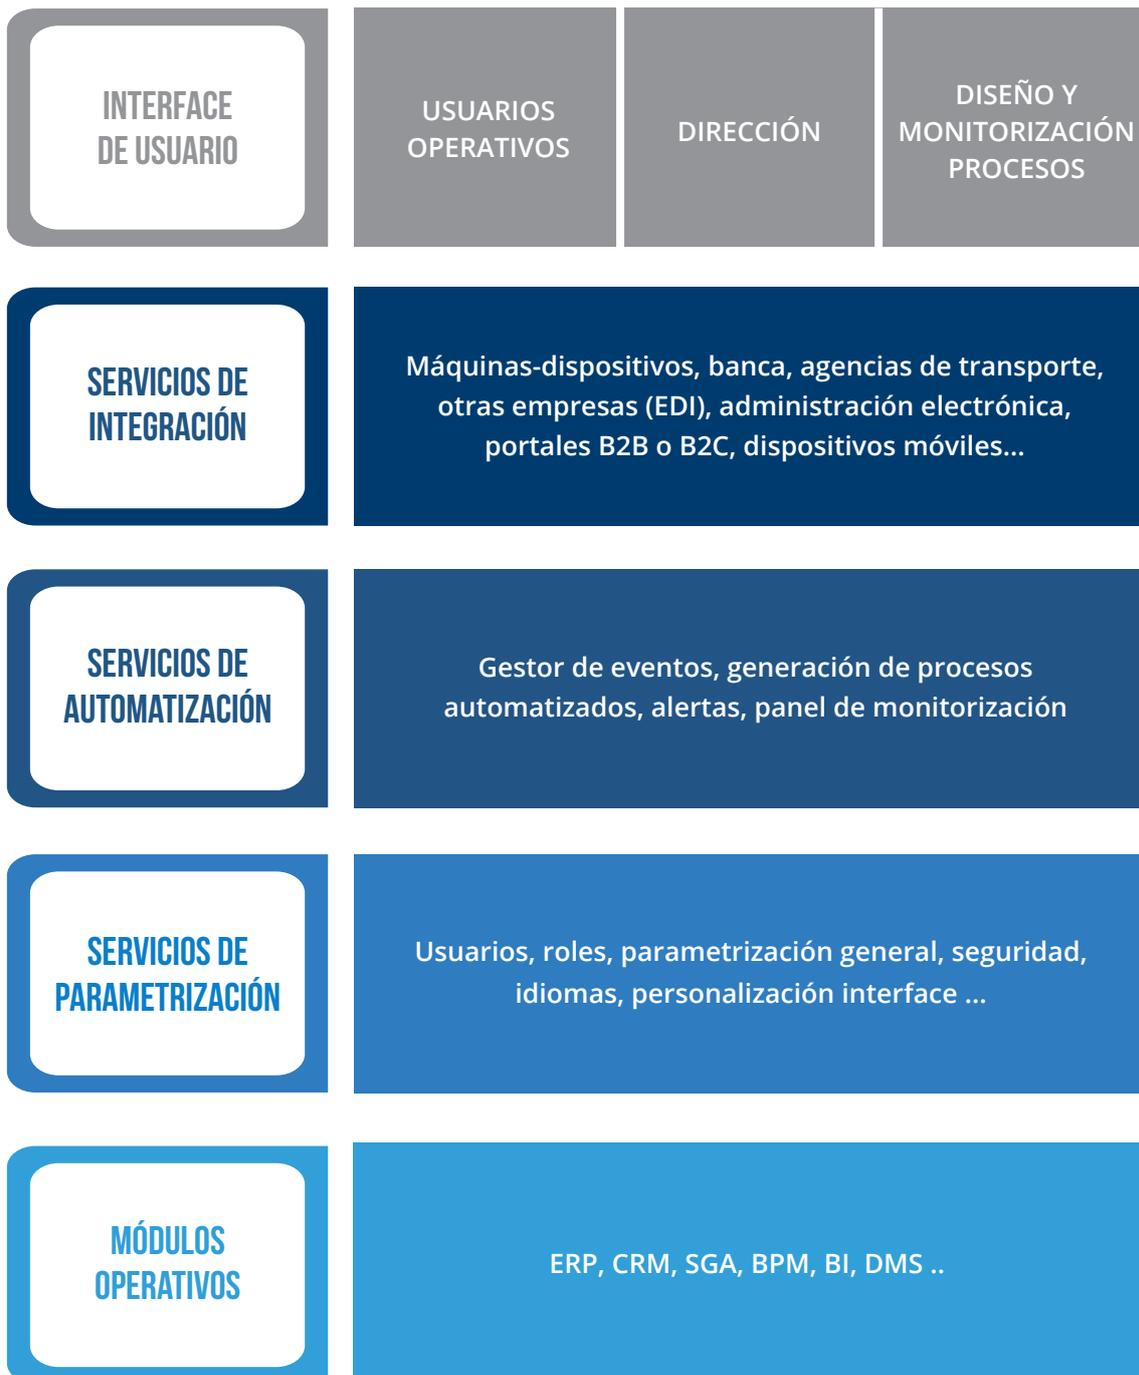 INTERFACE
DE USUARIO
USUARIOS
OPERATIVOS
DIRECCIÓN
DISEÑO Y
MONITORIZACIÓN
PROCESOS
SERVICIOS DE
INTEGRACIÓN
Máquinas-dispositivos, banca, agencias de transporte,
otras empresas (EDI), administración electrónica,
portales B2B o B2C, dispositivos móviles...
SERVICIOS DE
AUTOMATIZACIÓN
Gestor de eventos, generación de procesos
automatizados, alertas, panel de monitorización
SERVICIOS DE
PARAMETRIZACIÓN
Usuarios, roles, parametrización general, seguridad,
idiomas, personalización interface ...
MÓDULOS
OPERATIVOS
ERP, CRM, SGA, BPM, BI, DMS ..